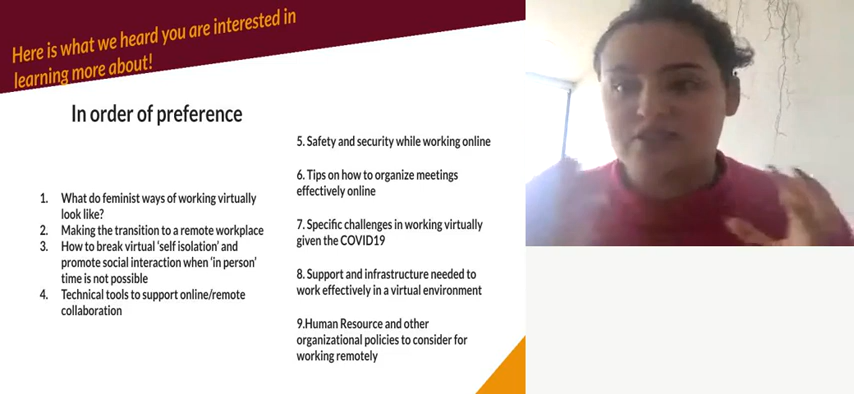 Here is what we heard you are interested in
learning more about!
In order of preference
1. What do feminist ways of working virtually
look like?
2. Making the transition to a remote workplace
3. How to break virtual 'self isolation' and
promote social interaction when 'in person'
time is not possible
4. Technical tools to support online/remote
collaboration
5. Safety and security while working online
6. Tips on how to organize meetings
effectively online
7. Specific challenges in working virtually
given the COVID19
8. Support and infrastructure needed to
work effectively in a virtual environment
9.Human Resource and other
organizational policies to consider for
working remotely